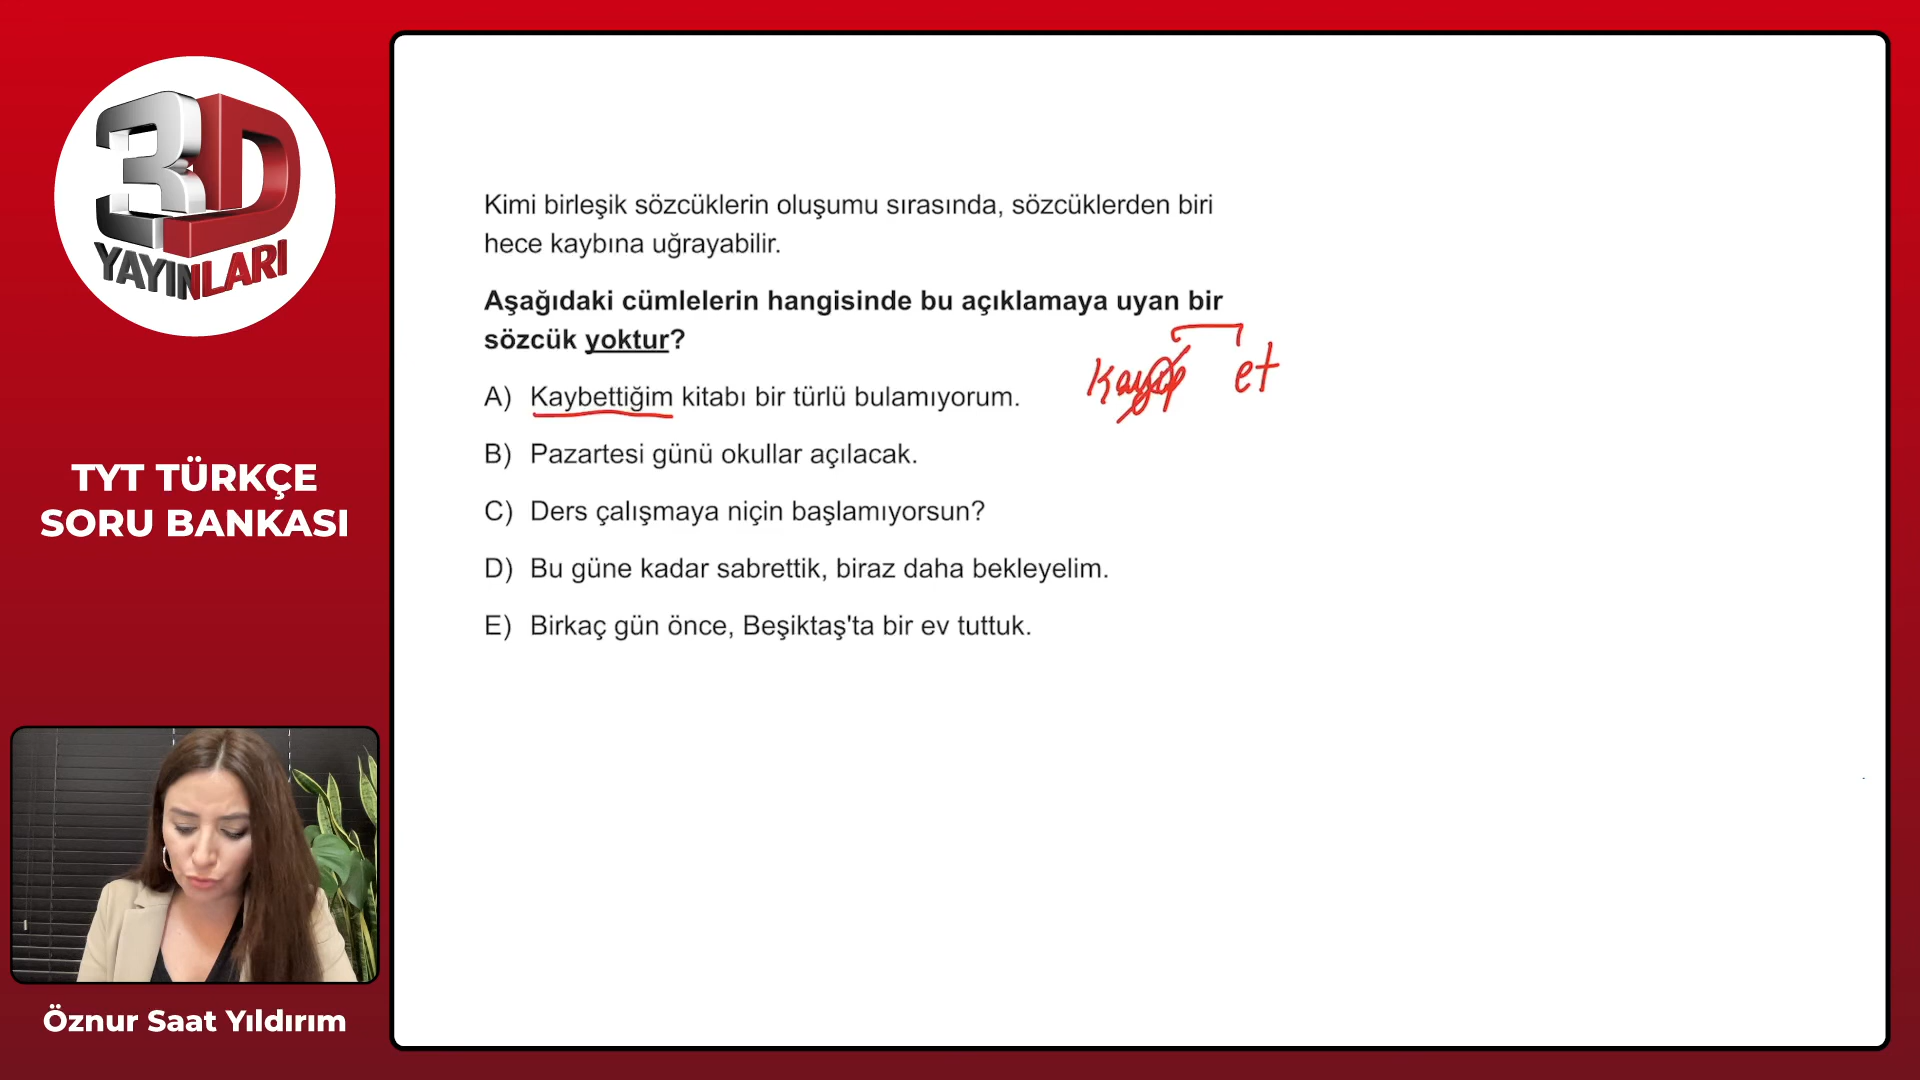 3D
YAYINLARI
TYT TÜRKÇE
SORU BANKASI
Öznur Saat Yıldırım
Kimi birleşik sözcüklerin oluşumu sırasında, sözcüklerden biri
hece kaybına uğrayabilir.
Aşağıdaki cümlelerin hangisinde bu açıklamaya uyan bir
sözcük yoktur?
A) Kaybettiğim kitabı bir türlü bulamıyorum.
Kayıp et
B) Pazartesi günü okullar açılacak.
C) Ders çalışmaya niçin başlamıyorsun?
D) Bu güne kadar sabrettik, biraz daha bekleyelim.
E) Birkaç gün önce, Beşiktaş'ta bir ev tuttuk.